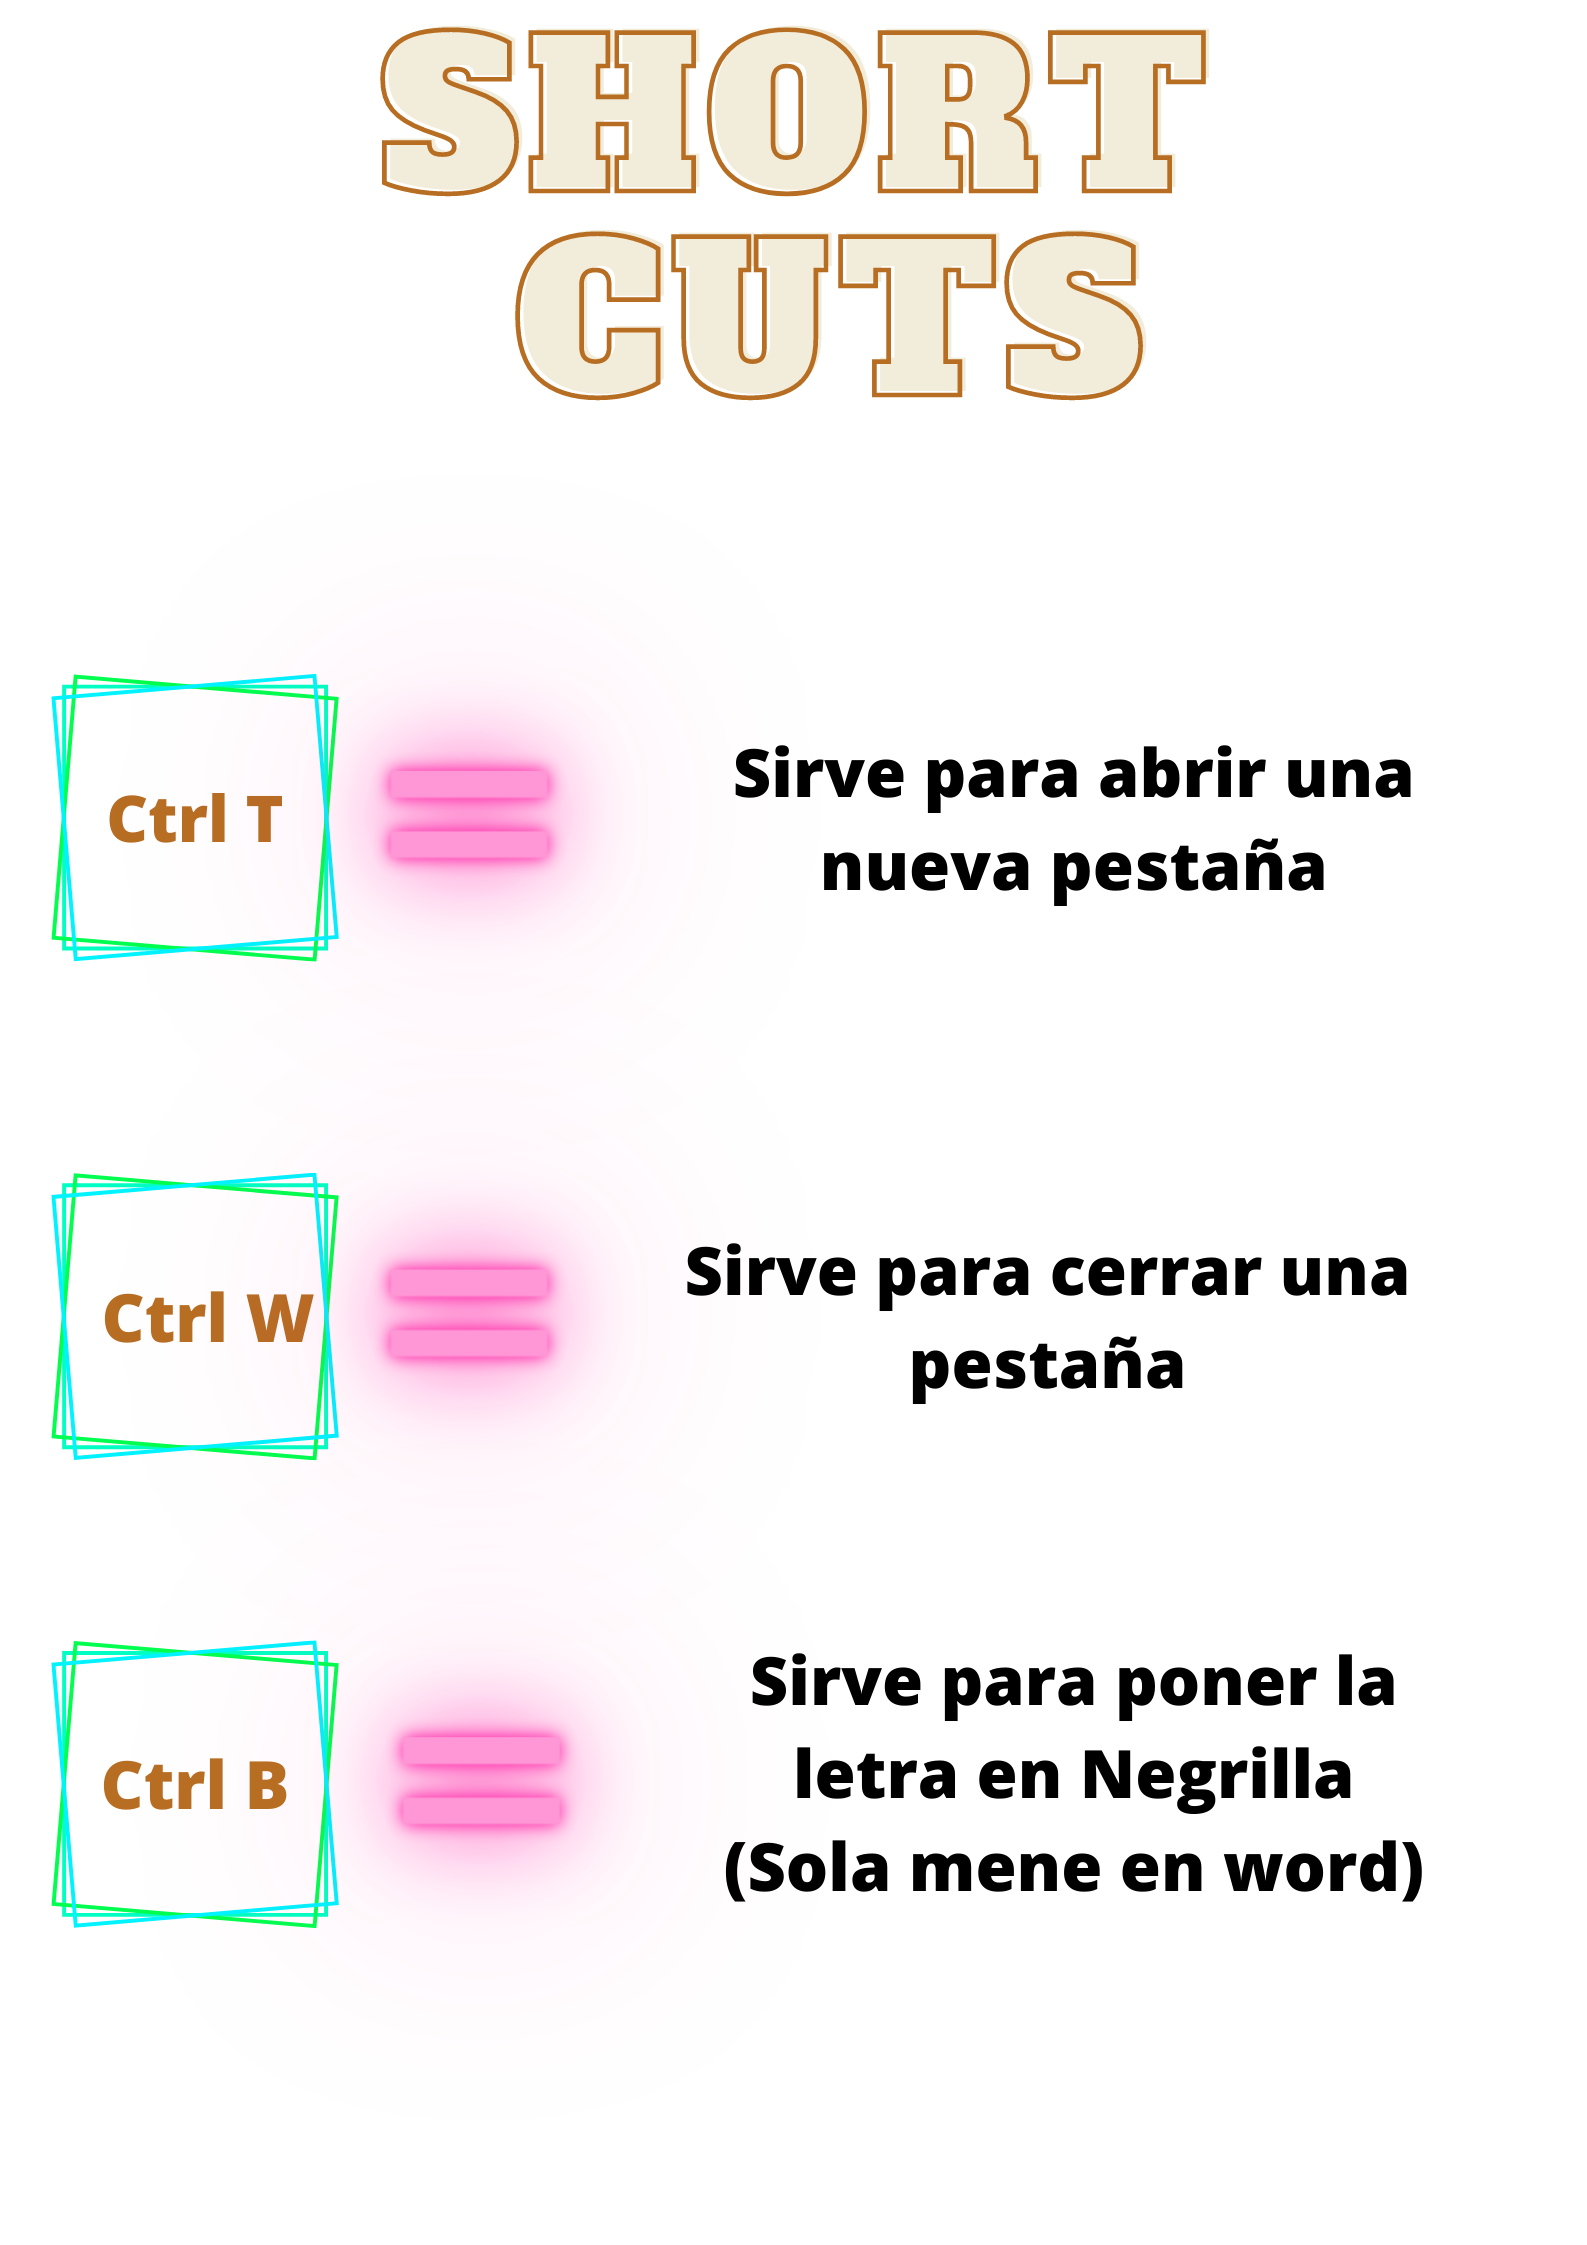 SHORT
CUTS
Ctrl T
Sirve para abrir una
nueva pestaña
Ctrl W
Sirve para cerrar una
pestaña
Ctrl B
Sirve para poner la
letra en Negrilla
(Sola mene en word)